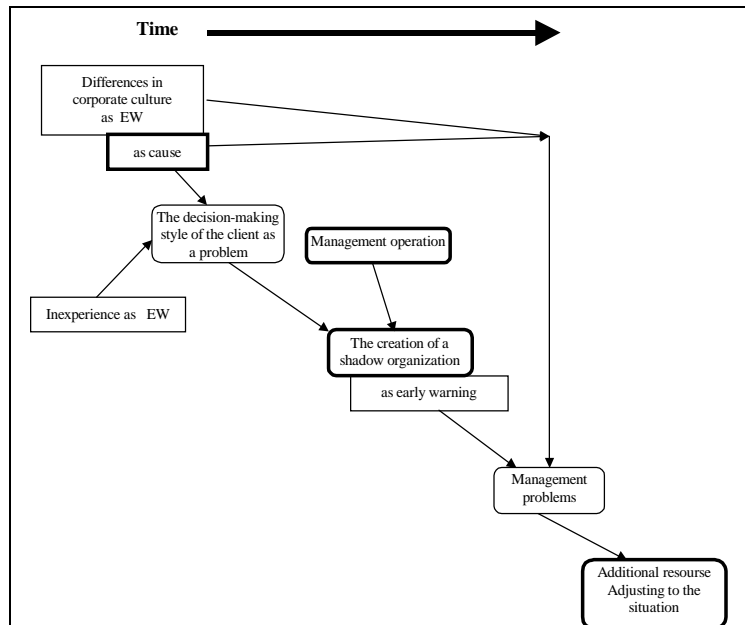 Time
Differences in
corporate culture
as EW
as cause
The decision-making
style of the client as
a problem
Management operation
Inexperience as EW
The creation of a
shadow organization
as early warning
Management
problems
Additional resourse
Adjusting to the
situation